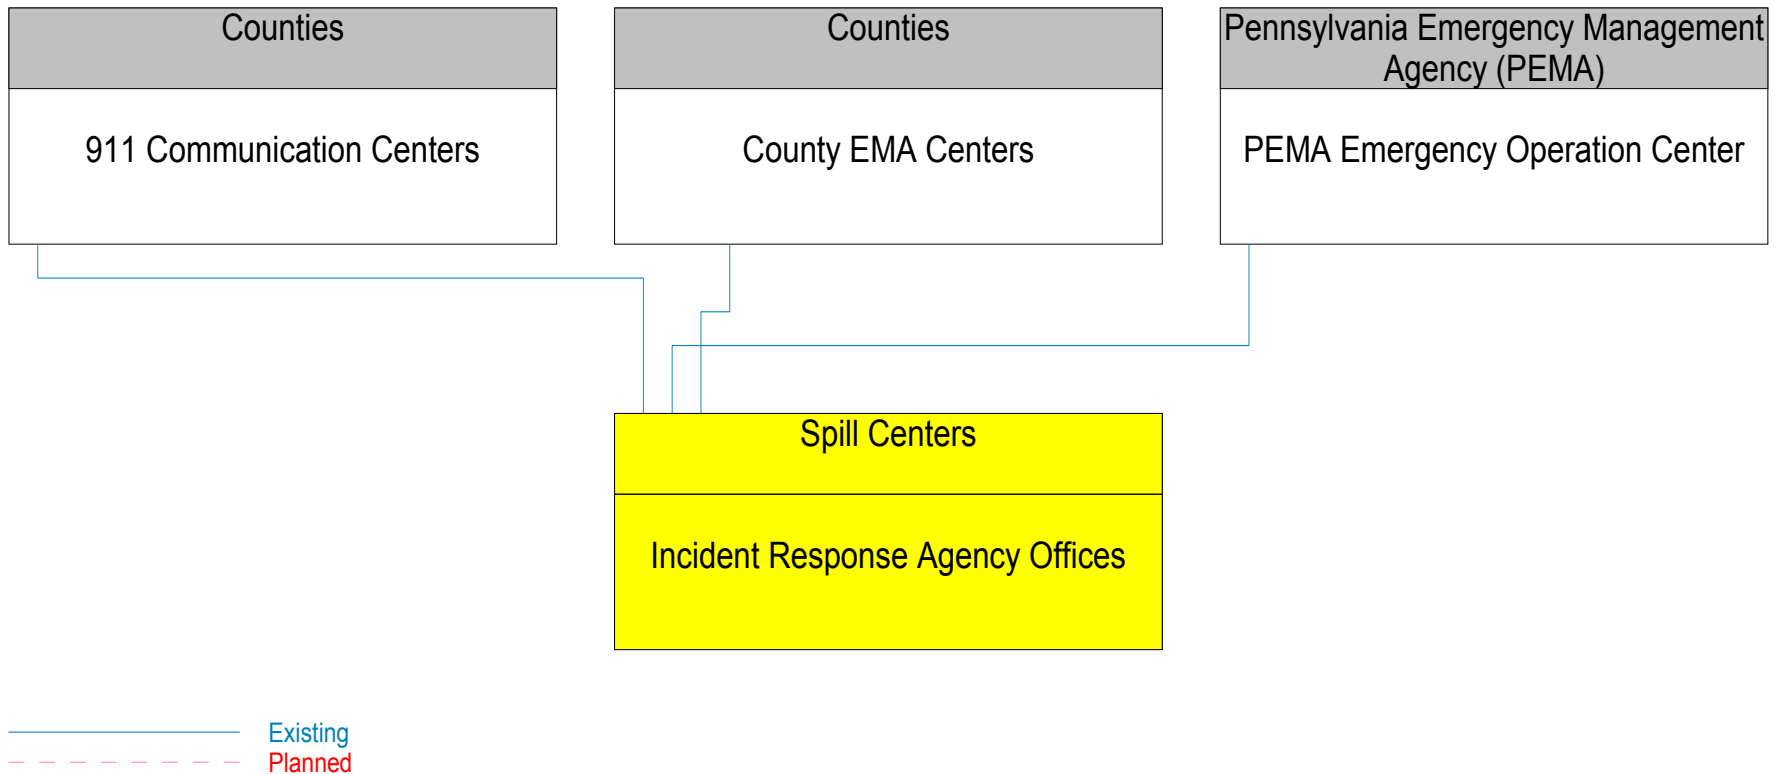 Counties
911 Communication Centers
Counties
County EMA Centers
Pennsylvania Emergency Management
Agency (PEMA)
PEMA Emergency Operation Center
Spill Centers
Incident Response Agency Offices
Existing
Planned